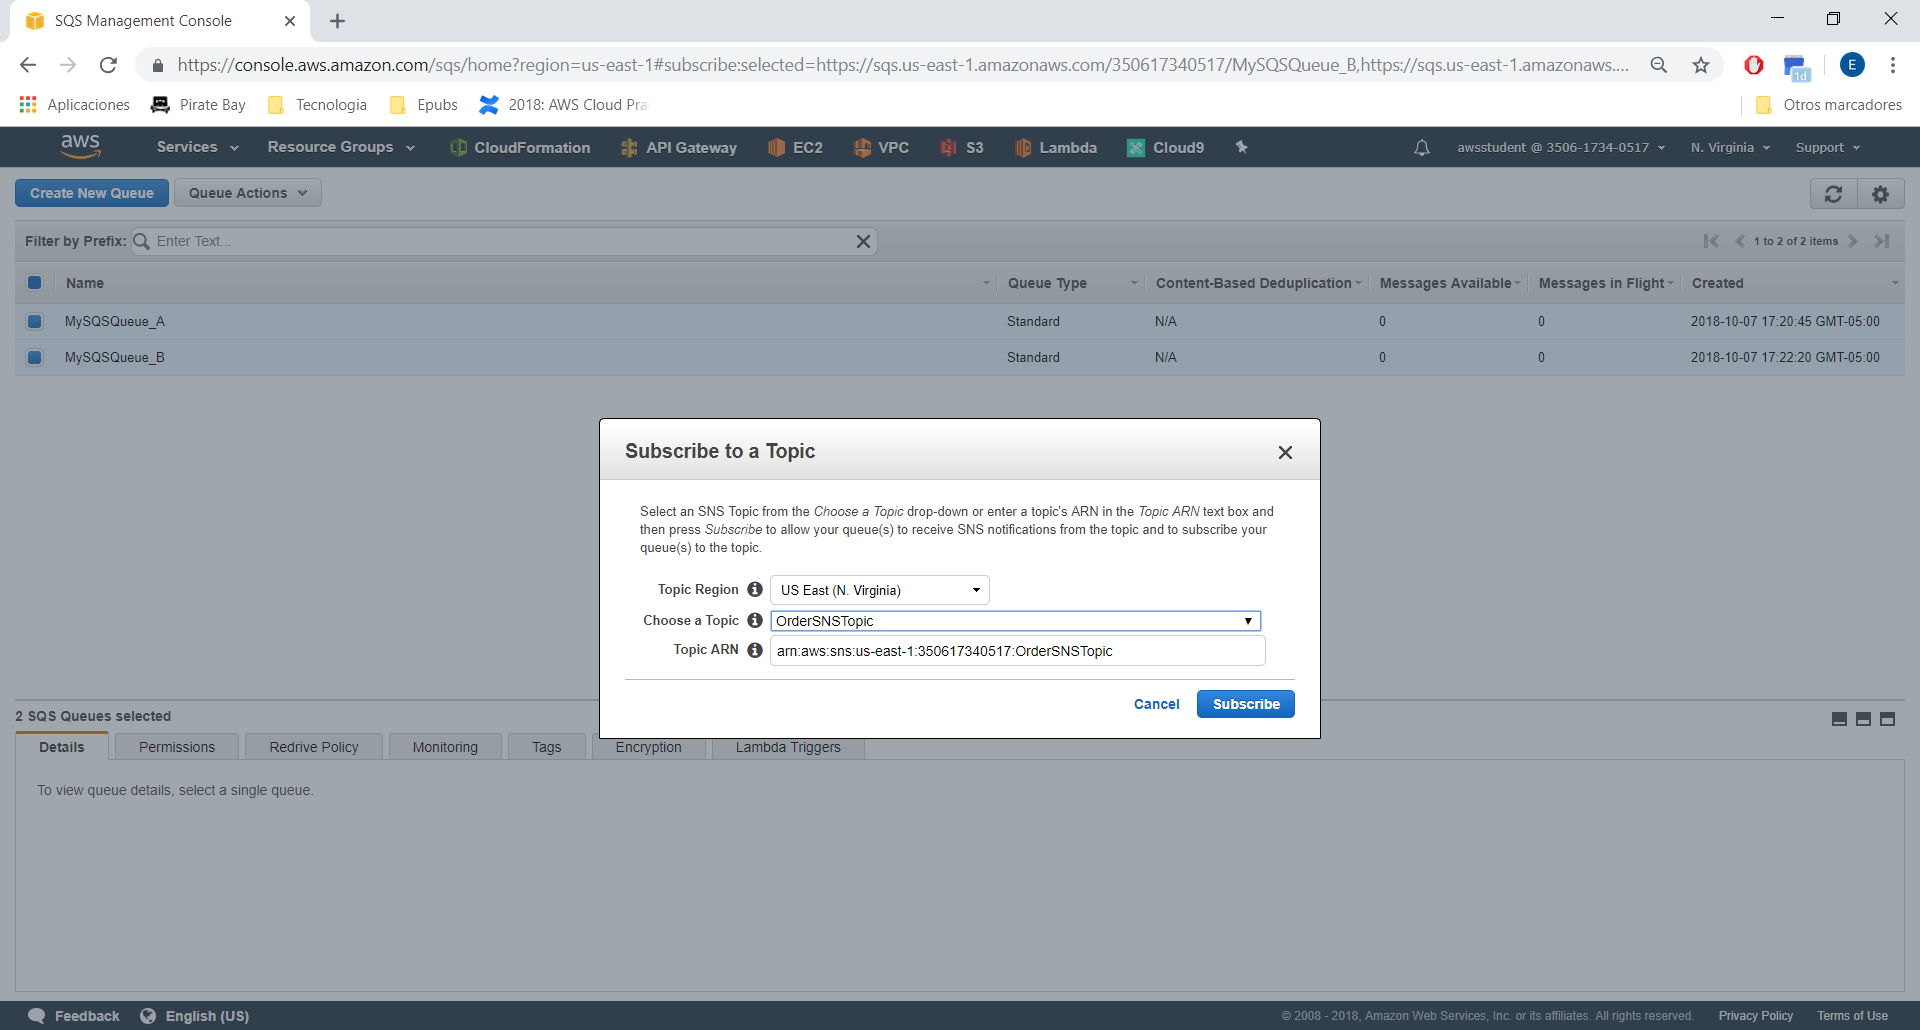 SQS Management Console
https://console.aws.amazon.com/sqs/home?region=us-east-1#subscribe:selected=https://sqs.us-east-1.amazonaws.com/350617340517/MySQSQueue_B,https://sqs.us-east-1.amazonaws....
1d
E
Aplicaciones
Pirate Bay
Tecnologia
Epubs
2018: AWS Cloud Pra
Otros marcadores
aws
Services
Resource Groups
CloudFormation
API Gateway
EC2
VPC
S3
Lambda
Cloud9
awsstudent @ 3506-1734-0517
N. Virginia
Support
Create New Queue
Queue Actions
Filter by Prefix:
Enter Text...
1 to 2 of 2 items
Name Queue Type Content-Based Deduplication Messages Available Messages in Flight Created
MySQSQueue_A Standard N/A 0 0 2018-10-07 17:20:45 GMT-05:00
MySQSQueue_B Standard N/A 0 0 2018-10-07 17:22:20 GMT-05:00
Subscribe to a Topic
Select an SNS Topic from the Choose a Topic drop-down or enter a topic's ARN in the Topic ARN text box and
then press Subscribe to allow your queue(s) to receive SNS notifications from the topic and to subscribe your
queue(s) to the topic.
Topic Region US East (N. Virginia)
Choose a Topic OrderSNSTopic
Topic ARN arn:aws:sns:us-east-1:350617340517:OrderSNSTopic
Cancel
Subscribe
2 SQS Queues selected
Details
Permissions
Redrive Policy
Monitoring
Tags
Encryption
Lambda Triggers
To view queue details, select a single queue.
Feedback
English (US)
© 2008 - 2018, Amazon Web Services, Inc. or its affiliates. All rights reserved.
Privacy Policy
Terms of Use